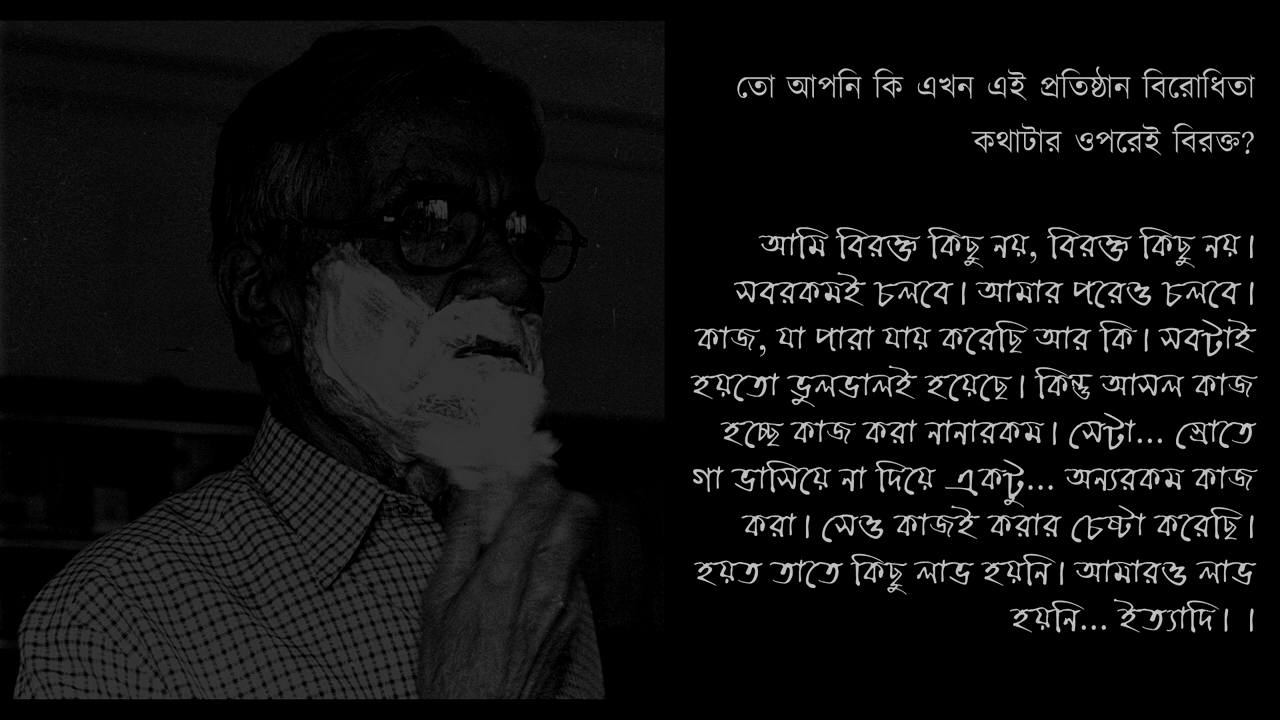 তো আপনি কি এখন এই প্রতিষ্ঠান বিরোধিতা
কথাটার ওপরেই বিরক্ত?
আমি বিরক্ত কিছু নয়, বিরক্ত কিছু নয়।
সবরকমই চলবে। আমার পরেও চলবে।
কাজ, যা পারা যায় করেছি আর কি। সবটাই
হয়তো ভুলভালই হয়েছে। কিন্তু আসল কাজ
হচ্ছে কাজ করা নানারকম। সেটা... স্রোতে
গা ভাসিয়ে না দিয়ে একটু... অন্যরকম কাজ
করা। সেও কাজই করার চেষ্টা করেছি।
হয়ত তাতে কিছু লাভ হয়নি। আমারও লাভ
হয়নি... ইত্যাদি। ।